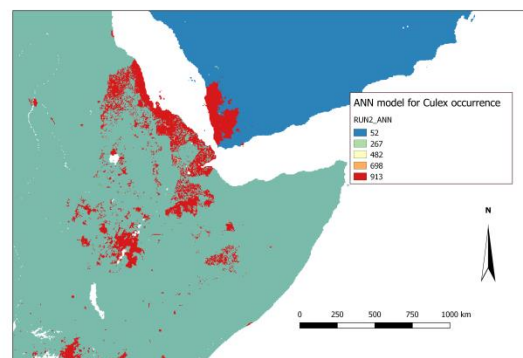 ANN model for Culex occurrence
RUN2_ANN
52
267
482
698
913
N
0 250 500 750 1000 km